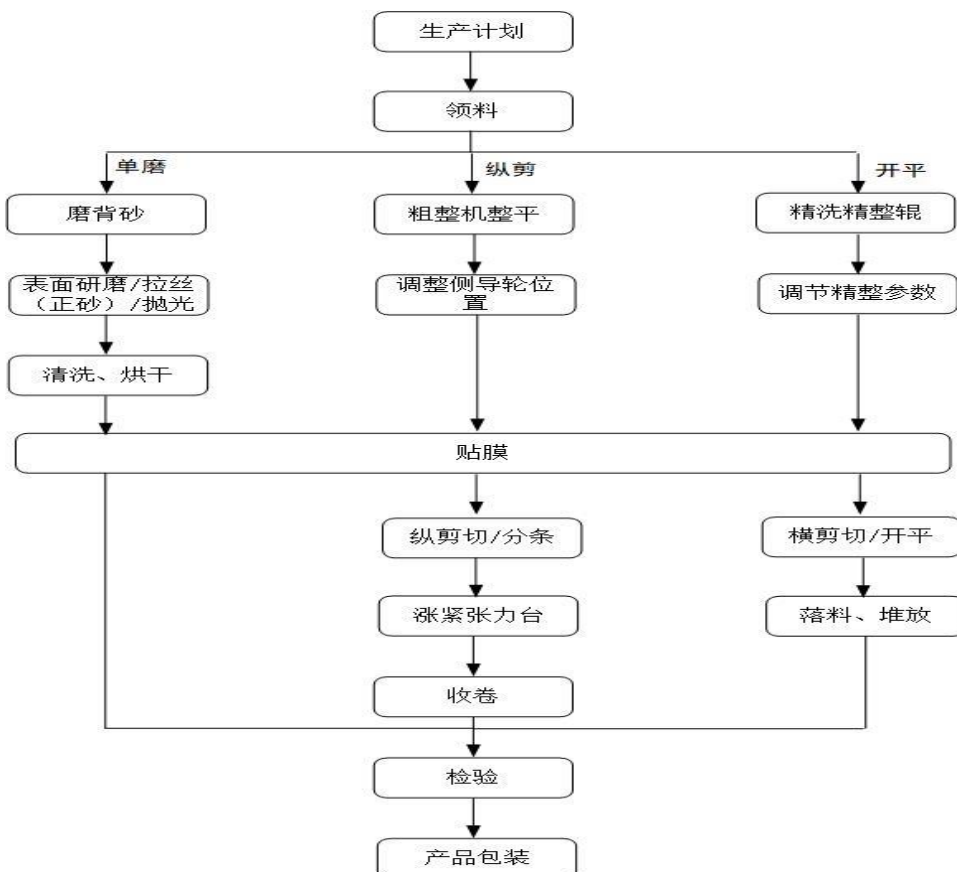 生产计划
领料
单磨
纵剪
开平
磨背砂
粗整机整平
精洗精整辊
表面研磨/拉丝
（正砂）/抛光
调整侧导轮位
置
调节精整参数
清洗、烘干
贴膜
纵剪切/分条
横剪切/开平
涨紧张力台
落料、堆放
收卷
检验
产品包装